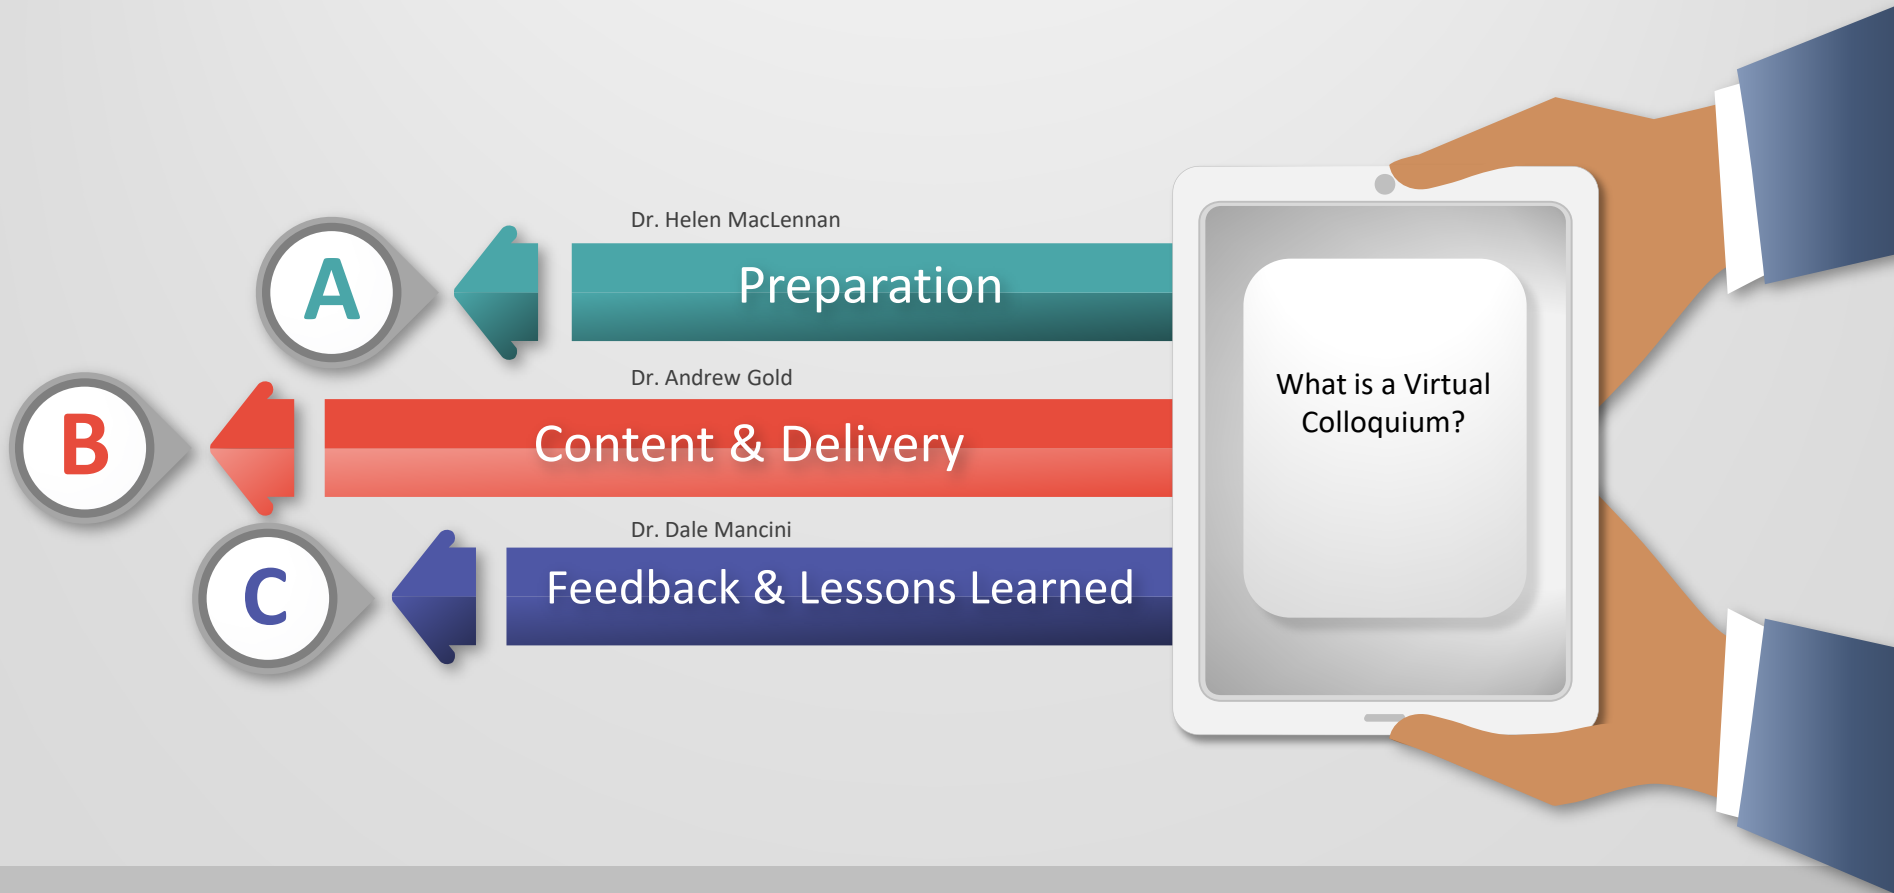 Dr. Helen MacLennan
A
Preparation
Dr. Andrew Gold
B
Content & Delivery
Dr. Dale Mancini
C
Feedback & Lessons Learned
What is a Virtual
Colloquium?